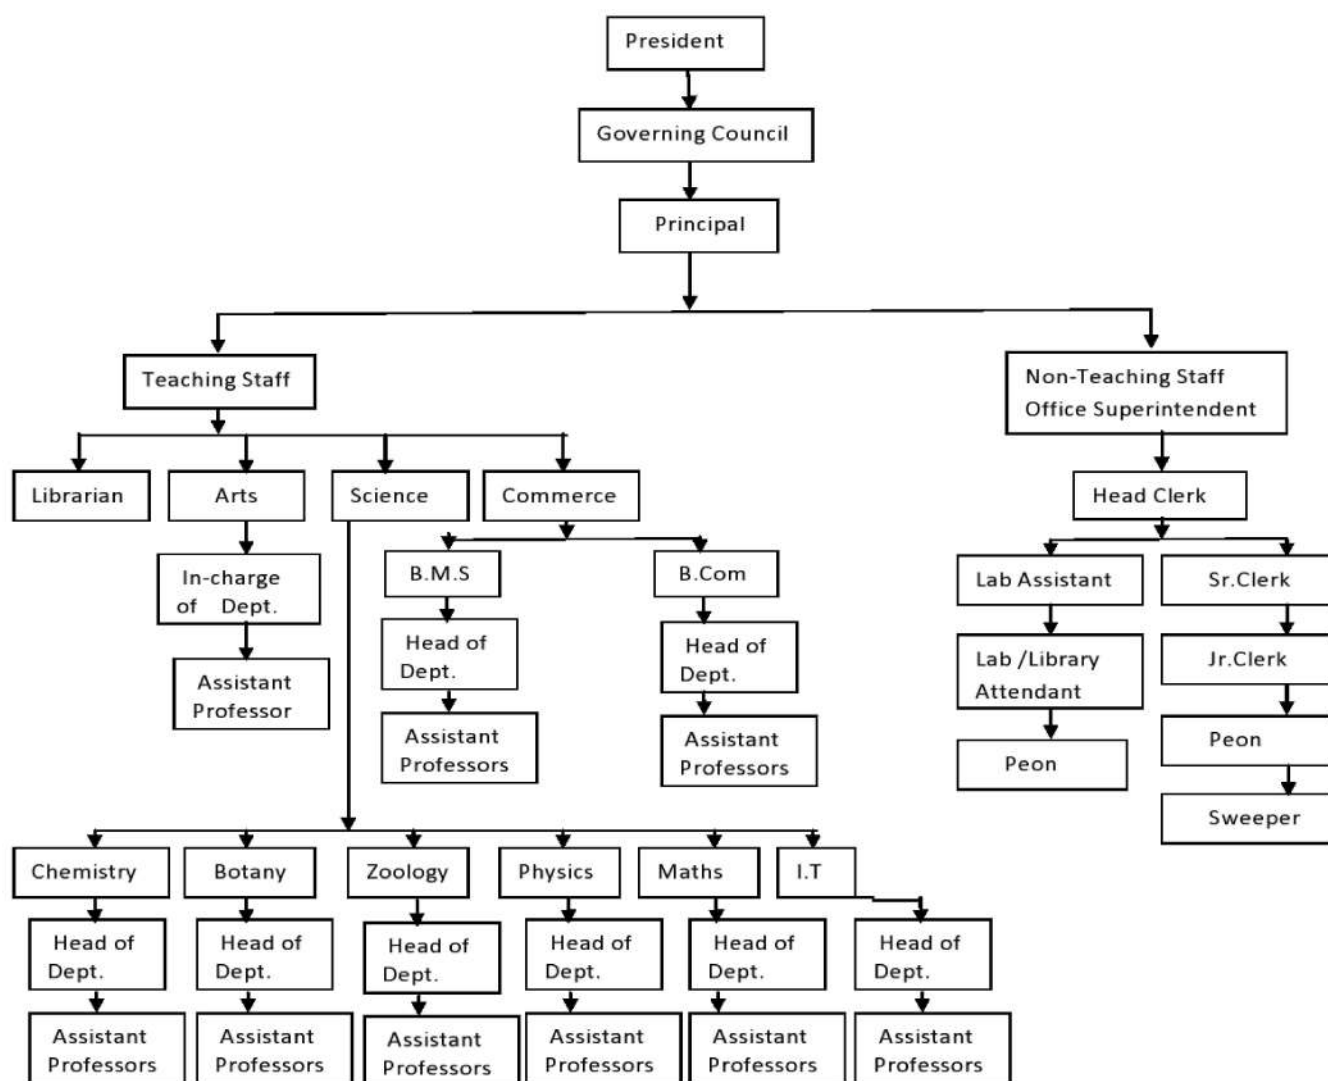 President
Governing Council
Principal
Teaching Staff
Non-Teaching Staff
Office Superintendent
Librarian
Arts
Science
Commerce
Head Clerk
In-charge
of Dept.
B.M.S
B.Com
Lab Assistant
Sr.Clerk
Head of
Dept.
Head of
Dept.
Lab /Library
Attendant
Jr.Clerk
Assistant
Professor
Assistant
Professors
Assistant
Professors
Peon
Peon
Sweeper
Chemistry
Botany
Zoology
Physics
Maths
I.T
Head of
Dept.
Head of
Dept.
Head of
Dept.
Head of
Dept.
Head of
Dept.
Head of
Dept.
Assistant
Professors
Assistant
Professors
Assistant
Professors
Assistant
Professors
Assistant
Professors
Assistant
Professors